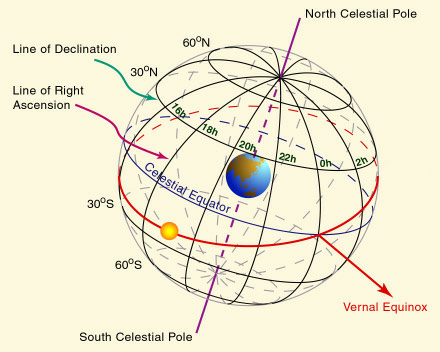 North Celestial Pole
60°N
Line of Declination
30°N
Line of Right
Ascension
16h
18h
20h
22h
0h
2h
Celestial Equator
30°S
60°S
Vernal Equinox
South Celestial Pole